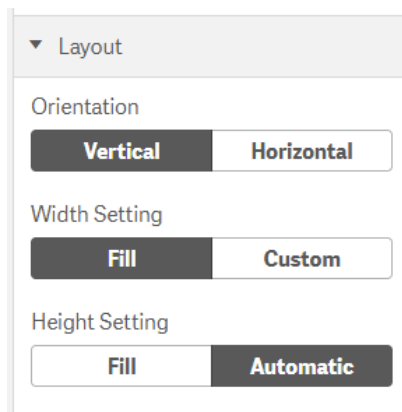 Layout
Orientation
Vertical Horizontal
Width Setting
Fill Custom
Height Setting
Fill Automatic